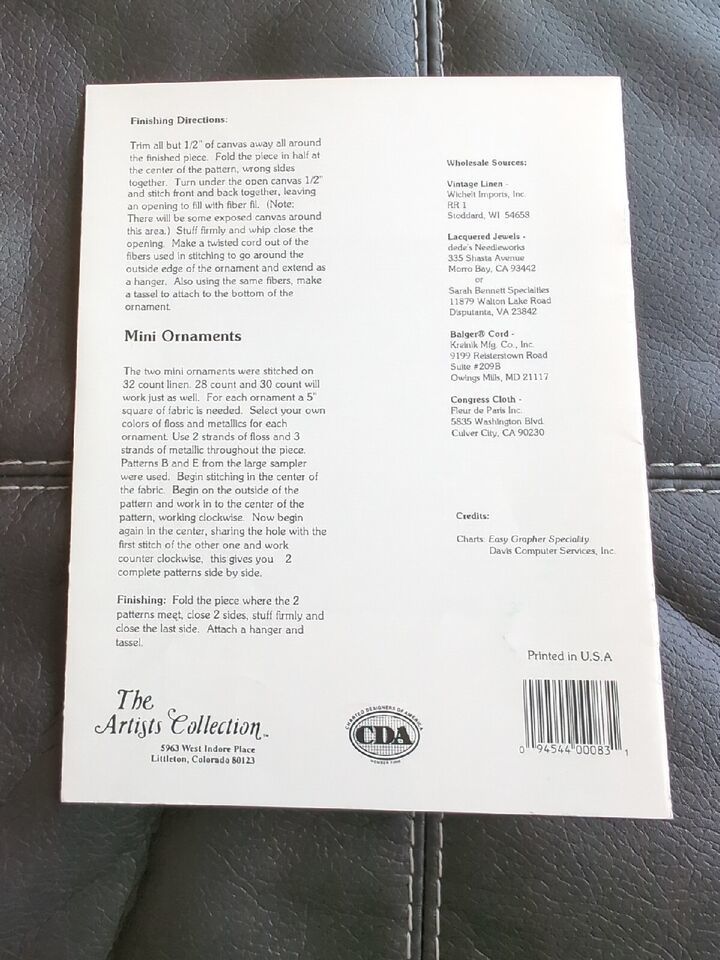 Finishing Directions:
Trim all but 1/2" of canvas away all around
the finished piece. Fold the piece in half at
the center of the pattern, wrong sides
together. Turn under the open canvas 1/2"
and stitch front and back together, leaving
an opening to fill with fiber fil. (Note:
There will be some exposed canvas around
this area.) Stuff firmly and whip close the
opening. Make a twisted cord out of the
fibers used in stitching to go around the
outside edge of the ornament and extend as
a hanger. Also using the same fibers, make
a tassel to attach to the bottom of the
ornament.
Mini Ornaments
The two mini ornaments were stitched on
32 count linen. 28 count and 30 count will
work just as well. For each ornament a 5"
square of fabric is needed. Select your own
colors of floss and metallics for each
ornament. Use 2 strands of floss and 3
strands of metallic throughout the piece.
Patterns B and E from the large sampler
were used. Begin stitching in the center of
the fabric. Begin on the outside of the
pattern and work in to the center of the
pattern, working clockwise. Now begin
again in the center, sharing the hole with the
first stitch of the other one and work
counter clockwise, this gives you 2
complete patterns side by side.
Finishing: Fold the piece where the 2
patterns meet, close 2 sides, stuff firmly and
close the last side. Attach a hanger and
tassel.
The
Artists Collection™
5963 West Indore Place
Littleton, Colorado 80123
Wholesale Sources:
Vintage Linen -
Wichelt Imports, Inc.
RR 1
Stoddard, WI 54658
Lacquered Jewels -
dede's Needleworks
335 Shasta Avenue
Morro Bay, CA 93442
or
Sarah Bennett Specialties
11879 Walton Lake Road
Disputanta, VA 23842
Balger® Cord -
Kreinik Mfg. Co., Inc.
9199 Reisterstown Road
Suite #209B
Owings Mills, MD 21117
Congress Cloth -
Fleur de Paris Inc.
5835 Washington Blvd.
Culver City, CA 90230
Credits:
Charts: Easy Grapher Speciality
Davis Computer Services, Inc.
Printed in U.S.A
CHARTED DESIGNERS OF AMERICA
CDA
MEMBER FIRM
0 94544 00083 1